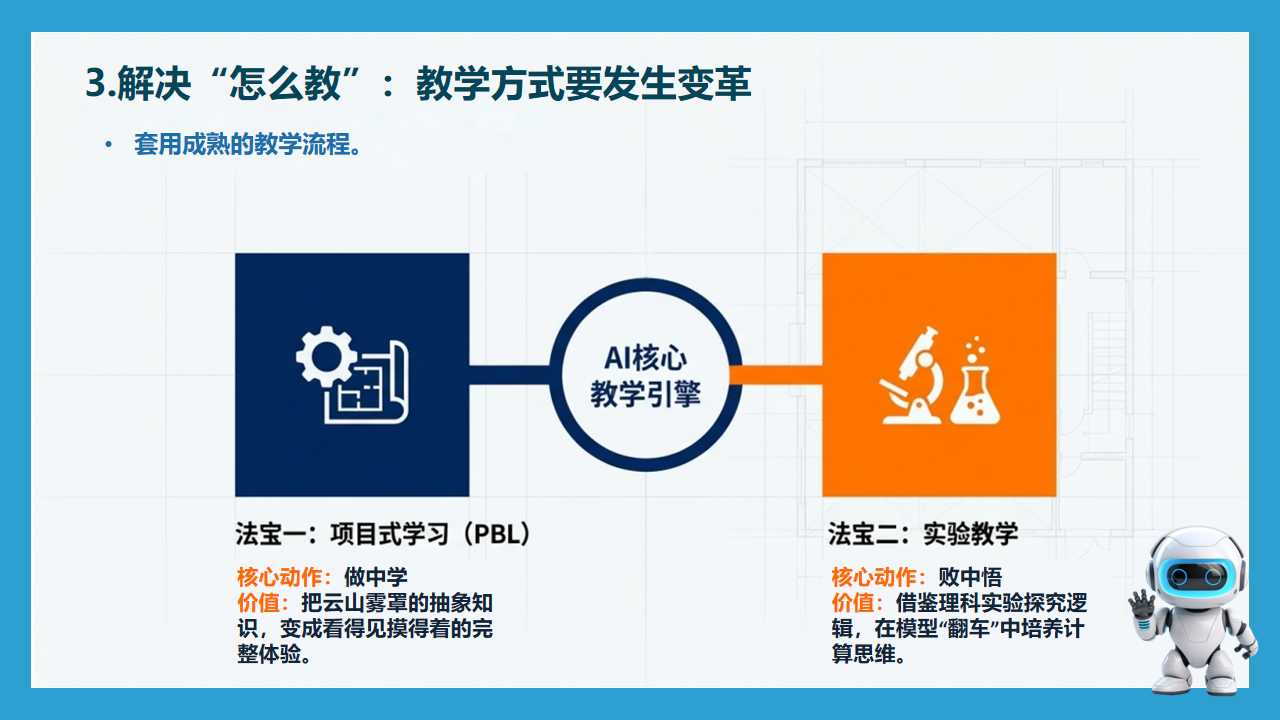 3.解决“怎么教”：教学方式要发生变革
• 套用成熟的教学流程。
AI核心
教学引擎
法宝一：项目式学习（PBL）
核心动作：做中学
价值：把云山雾罩的抽象知
识，变成看得见摸得着的完
整体验。
法宝二：实验教学
核心动作：败中悟
价值：借鉴理科实验探究逻
辑，在模型“翻车”中培养计
算思维。